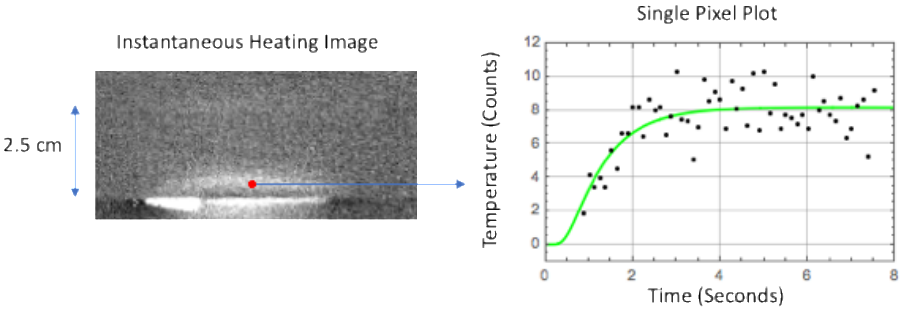 Instantaneous Heating Image
2.5 cm
Single Pixel Plot
Temperature (Counts)
12
10
8
6
4
2
0
0 2 4 6 8
Time (Seconds)